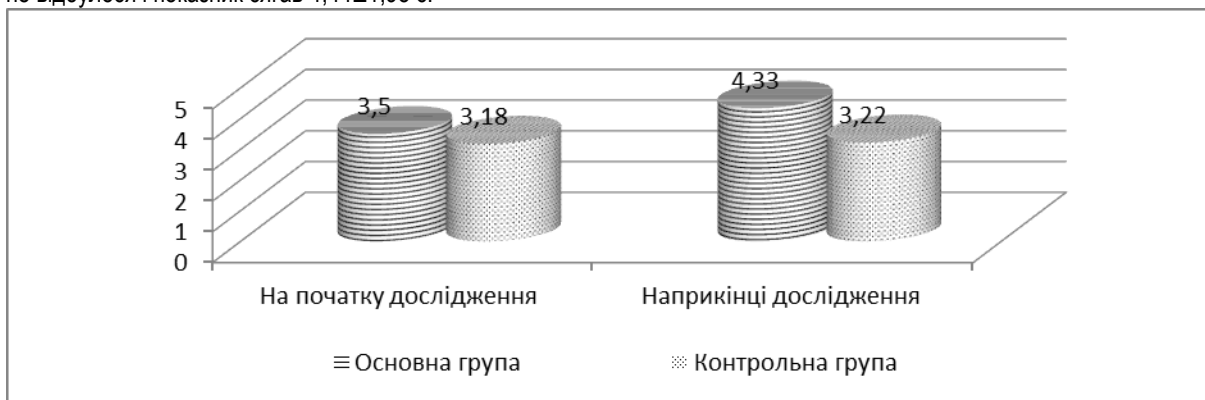 4,33
3,5
3,18
3,22
5
4
3
2
1
0
На початку дослідження
Наприкінці дослідження
Основна група
Контрольна група